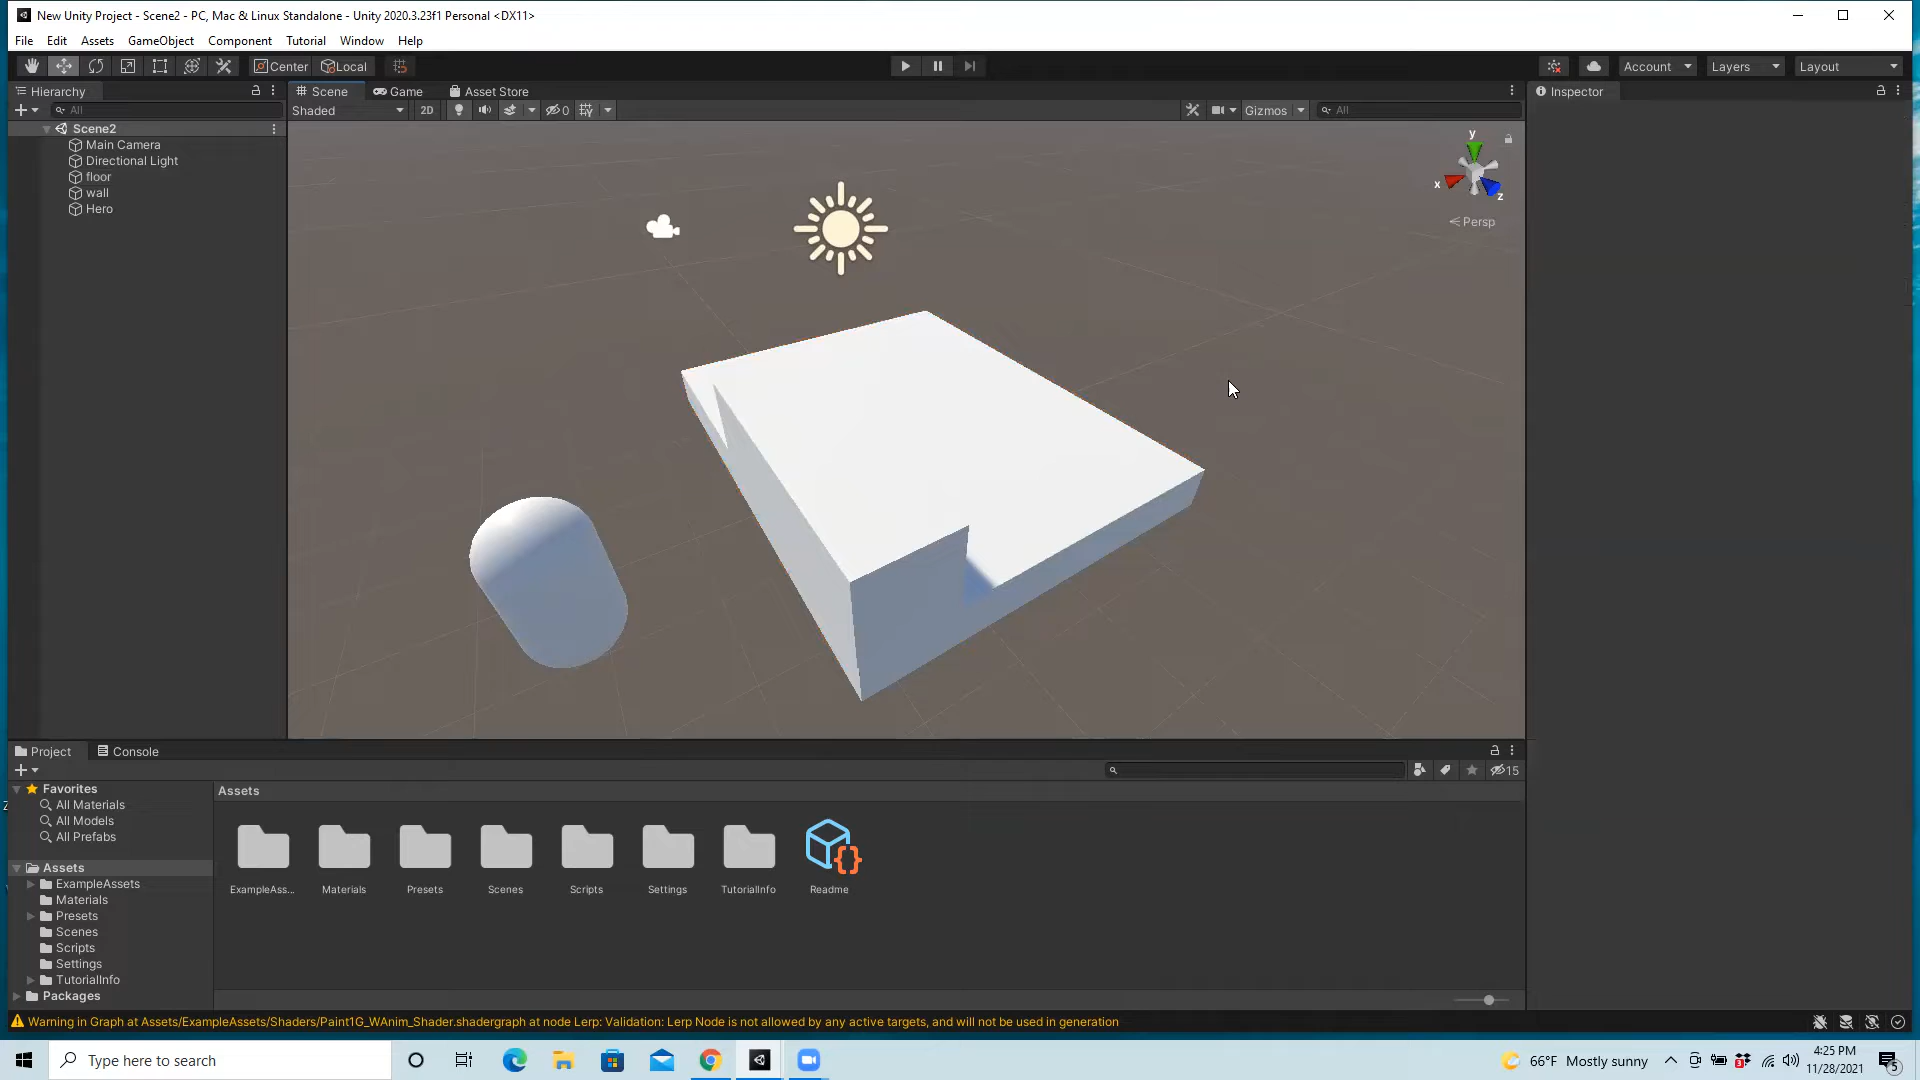 New Unity Project - Scene2 - PC, Mac & Linux Standalone - Unity 2020.3.23f1 Personal <DX11>
File Edit Assets GameObject Component Tutorial Window Help
Center Local Account Layers Layout
Hierarchy Scene Game Asset Store Inspector
All Shaded 2D 0 Gizmos All
Scene2
Main Camera
Directional Light
floor
wall
Hero
y
x
z
Persp
Project Console
15
Favorites
All Materials
All Models
All Prefabs
Assets
ExampleAssets
Materials
Presets
Scenes
Scripts
Settings
TutorialInfo
Packages
Assets
ExampleAss... Materials Presets Scenes Scripts Settings TutorialInfo Readme
{}
Warning in Graph at Assets/ExampleAssets/Shaders/Paint1G_WAnim_Shader.shadergraph at node Lerp: Validation: Lerp Node is not allowed by any active targets, and will not be used in generation
Type here to search
66°F Mostly sunny
3
4:25 PM
11/28/2021
5